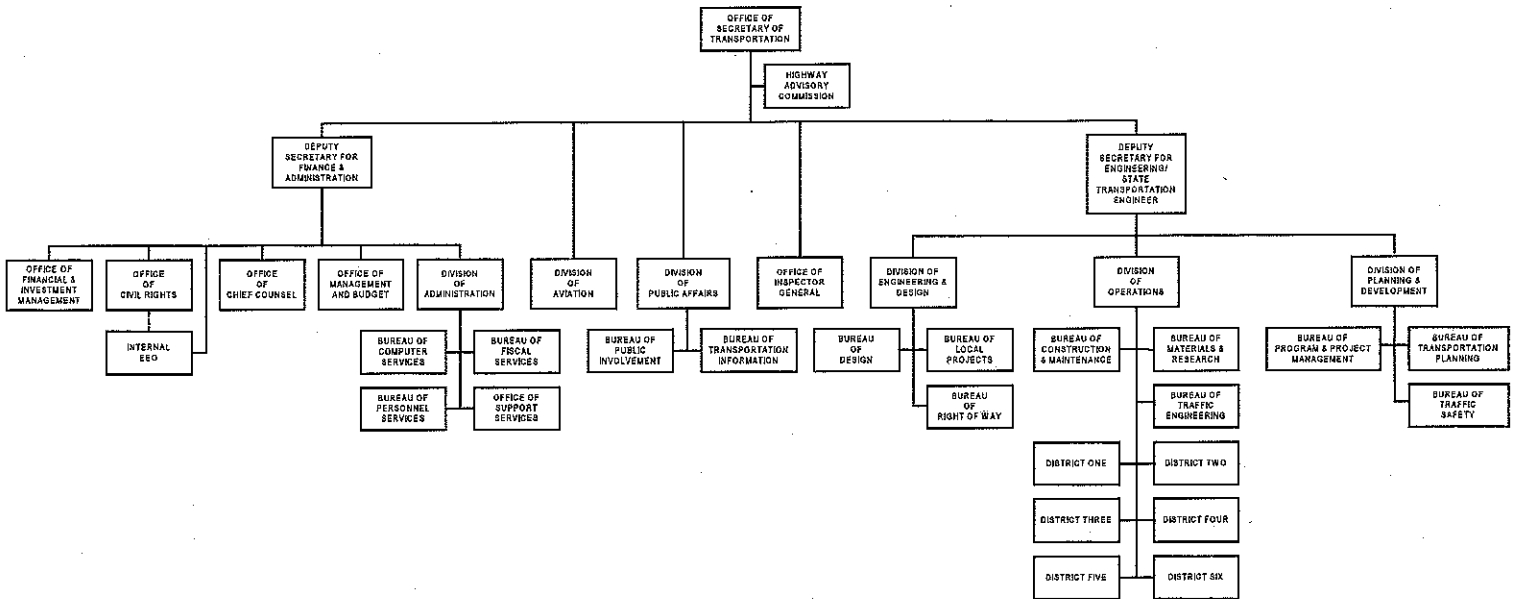 OFFICE OF
SECRETARY OF
TRANSPORTATION
HIGHWAY
ADVISORY
COMMISSION
DEPUTY
SECRETARY FOR
FINANCE &
ADMINISTRATION
DEPUTY
SECRETARY FOR
ENGINEERING/
STATE
TRANSPORTATION
ENGINEER
OFFICE OF
FINANCIAL &
INVESTMENT
MANAGEMENT
OFFICE
OF
CIVIL RIGHTS
OFFICE
OF
CHIEF COUNSEL
OFFICE OF
MANAGEMENT
AND BUDGET
DIVISION
OF
ADMINISTRATION
DIVISION
OF
AVIATION
DIVISION
OF
PUBLIC AFFAIRS
OFFICE OF
INSPECTOR
GENERAL
DIVISION OF
ENGINEERING &
DESIGN
DIVISION
OF
OPERATIONS
DIVISION OF
PLANNING &
DEVELOPMENT
INTERNAL
EEO
BUREAU OF
COMPUTER
SERVICES
BUREAU OF
FISCAL
SERVICES
BUREAU OF
PUBLIC
INVOLVEMENT
BUREAU OF
TRANSPORTATION
INFORMATION
BUREAU
OF
DESIGN
BUREAU OF
LOCAL
PROJECTS
BUREAU OF
CONSTRUCTION
& MAINTENANCE
BUREAU OF
MATERIALS &
RESEARCH
BUREAU OF
PROGRAM & PROJECT
MANAGEMENT
BUREAU OF
TRANSPORTATION
PLANNING
BUREAU OF
PERSONNEL
SERVICES
OFFICE OF
SUPPORT
SERVICES
BUREAU
OF
RIGHT OF WAY
BUREAU OF
TRAFFIC
ENGINEERING
BUREAU OF
TRAFFIC
SAFETY
DISTRICT ONE
DISTRICT TWO
DISTRICT THREE
DISTRICT FOUR
DISTRICT FIVE
DISTRICT SIX